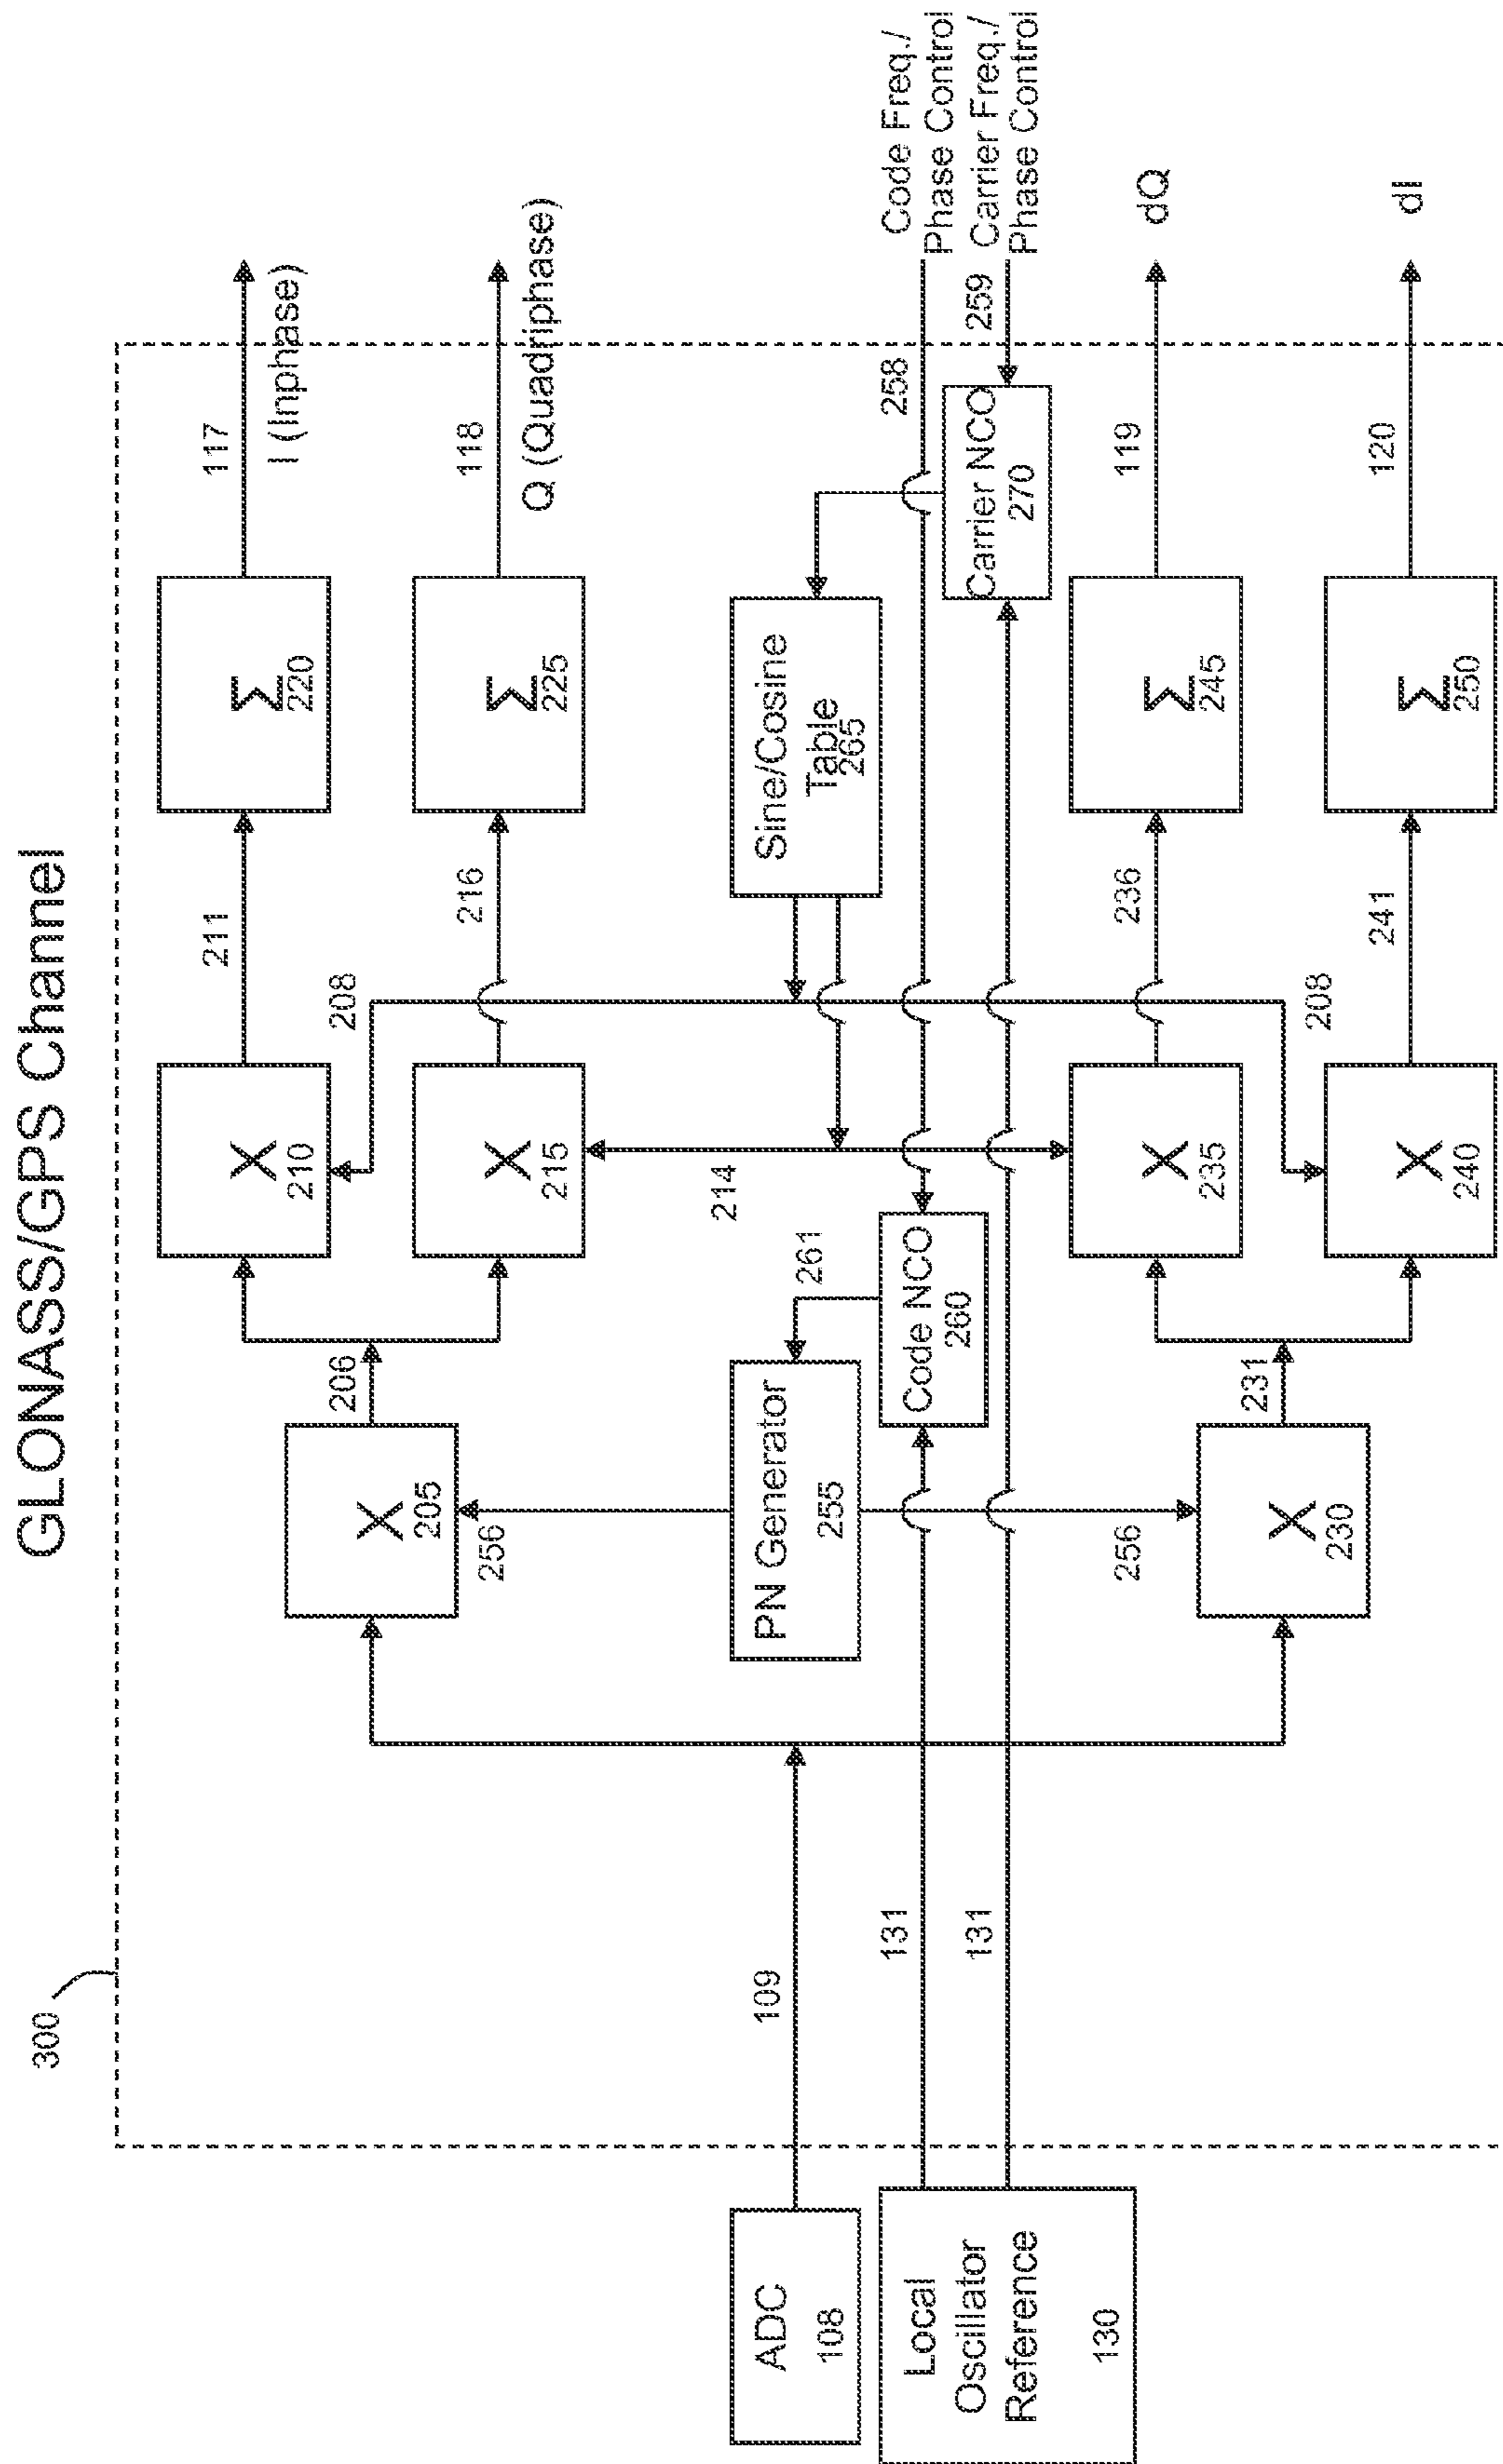 GLONASS/GPS Channel
300
ADC
108
109
Local
Oscillator
Reference
130
131
131
X
205
206
256
PN Generator
255
256
X
230
231
261
Code NCO
260
X
210
211
208
X
215
216
214
X
235
236
X
240
241
208
Sine/Cosine
Table
265
Carrier NCO
270
258
259
Σ
220
117
I (Inphase)
Σ
225
118
Q (Quadriphase)
Code Freq./
Phase Control
Carrier Freq./
Phase Control
Σ
245
119
dQ
Σ
250
120
dI